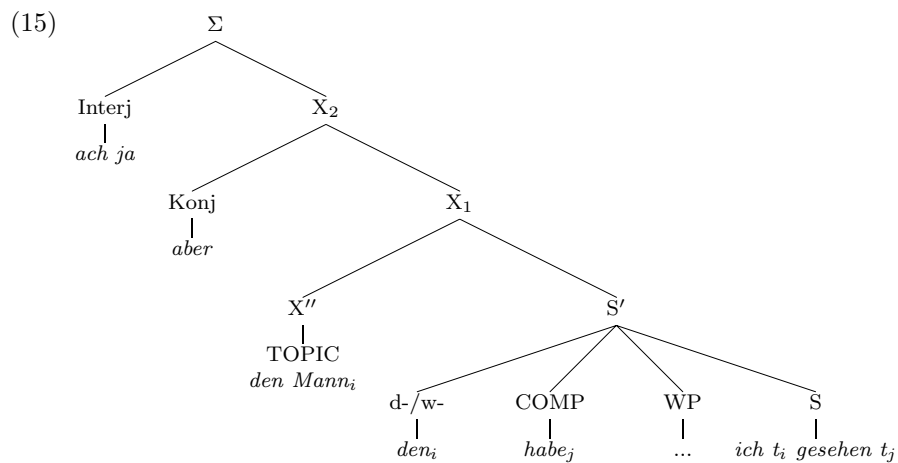 (15) Σ
Interj X₂
ach ja
Konj X₁
aber
X′′ S′
TOPIC
den Mannᵢ
d-/w- COMP WP S
denᵢ habeⱼ ... ich tᵢ gesehen tⱼ